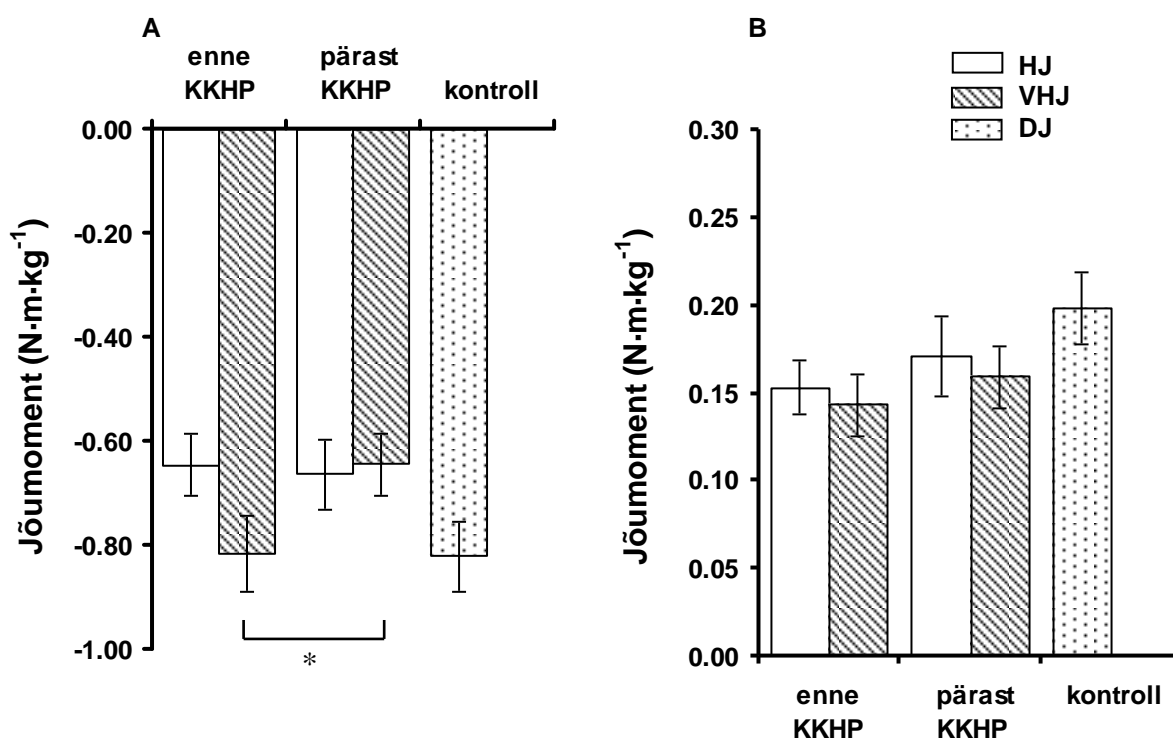 A
enne
KKHP
pärast
KKHP
kontroll
0.00
-0.20
-0.40
-0.60
-0.80
-1.00
Jõumoment (N·m·kg⁻¹)
*
B
HJ
VHJ
DJ
0.30
0.25
0.20
0.15
0.10
0.05
0.00
Jõumoment (N·m·kg⁻¹)
enne
KKHP
pärast
KKHP
kontroll